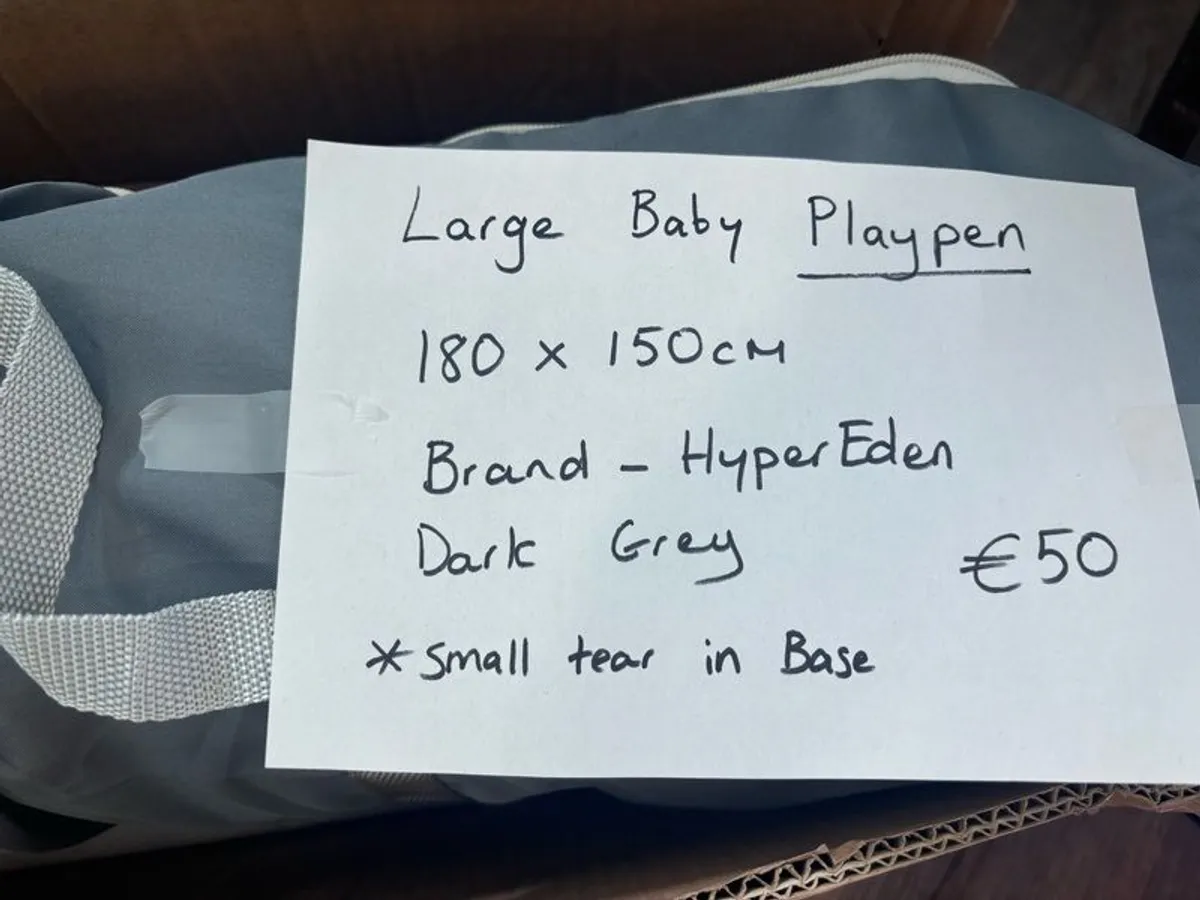 Large Baby Playpen
180 x 150cm
Brand - HyperEden
Dark Grey €50
* Small tear in Base